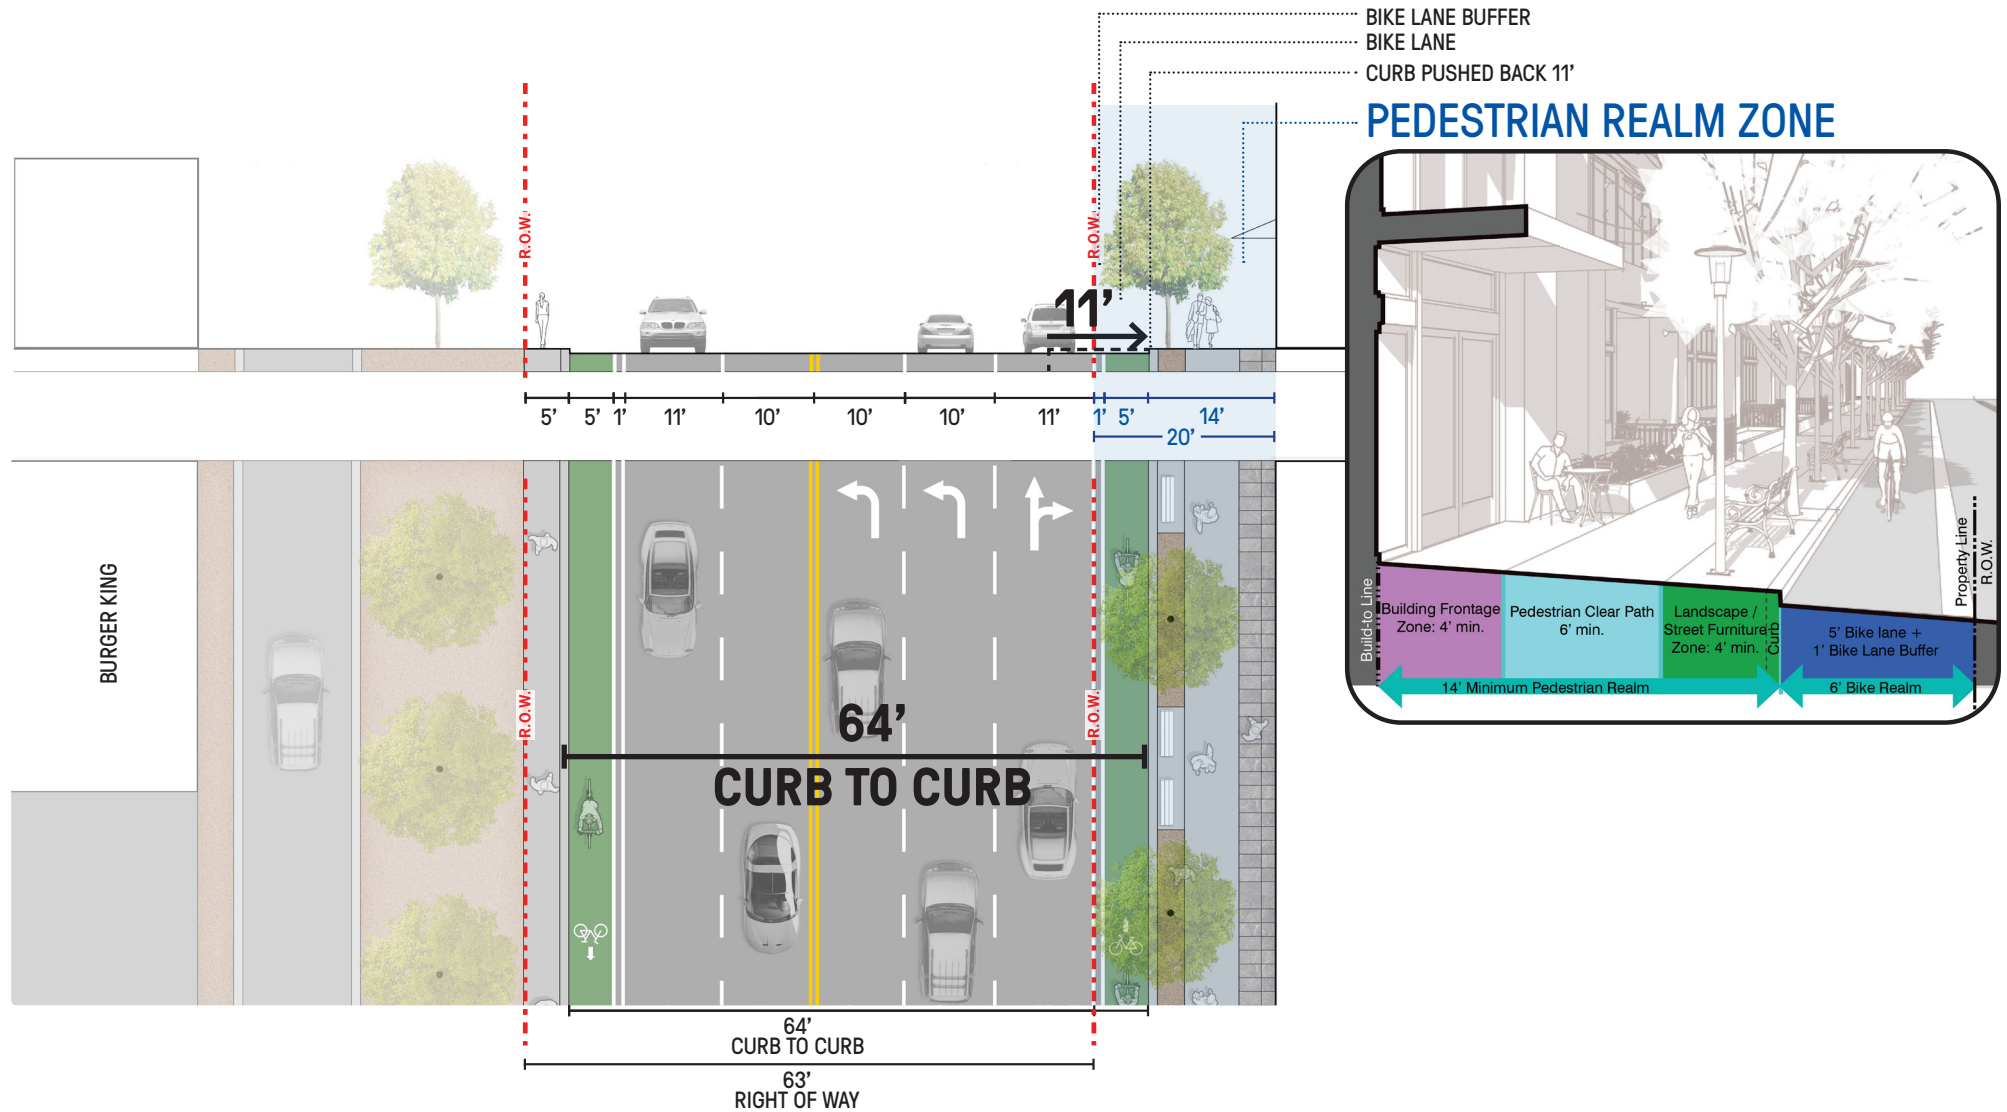 BIKE LANE BUFFER
BIKE LANE
CURB PUSHED BACK 11’
PEDESTRIAN REALM ZONE
R.O.W.
R.O.W.
11’
5’ 5’ 1’ 11’ 10’ 10’ 10’ 11’ 1’ 5’ 14’
20’
BURGER KING
R.O.W.
R.O.W.
64’
CURB TO CURB
64’
CURB TO CURB
63’
RIGHT OF WAY
Build-to Line
Building Frontage
Zone: 4’ min.
Pedestrian Clear Path
6’ min.
Landscape /
Street Furniture
Zone: 4’ min.
Curb
5’ Bike lane +
1’ Bike Lane Buffer
Property Line
R.O.W.
14’ Minimum Pedestrian Realm
6’ Bike Realm